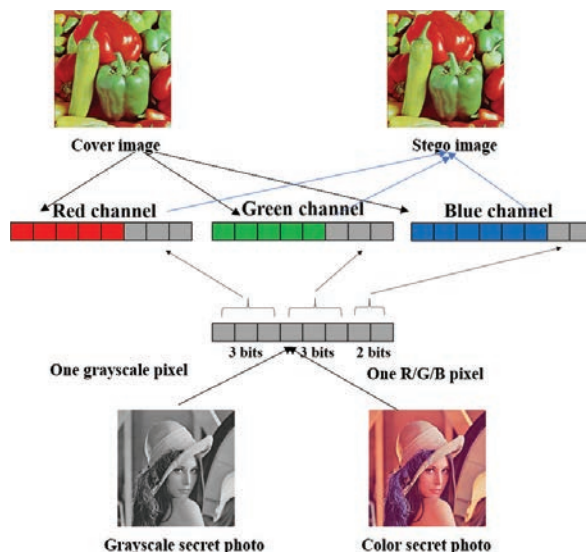 Cover image
Stego image
Red channel
Green channel
Blue channel
3 bits
3 bits
2 bits
One grayscale pixel
One R/G/B pixel
Grayscale secret photo
Color secret photo